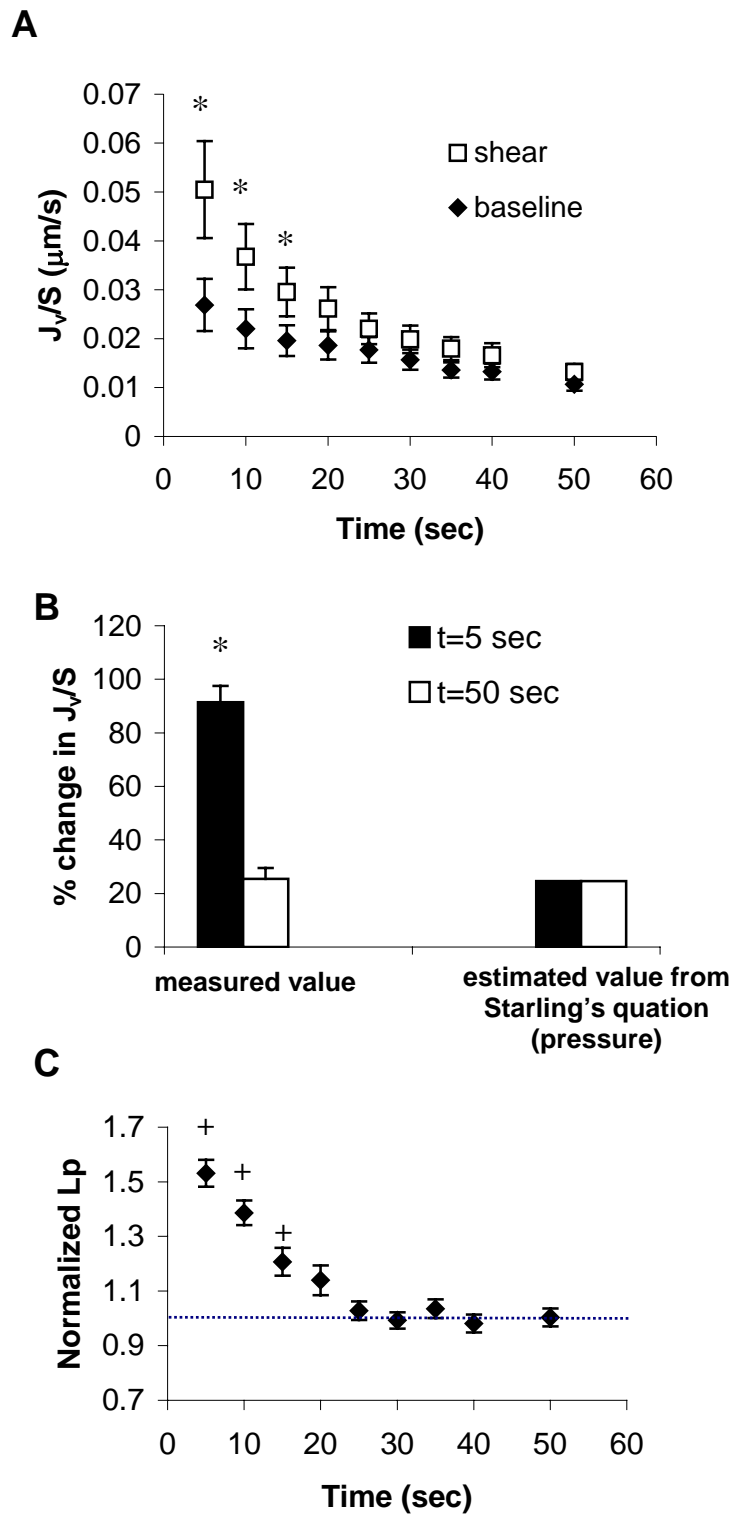 A
0.07
0.06
0.05
0.04
0.03
0.02
0.01
0
Jv/S (μm/s)
*
*
*
shear
baseline
0 10 20 30 40 50 60
Time (sec)
B
120
100
80
60
40
20
0
% change in Jv/S
*
t=5 sec
t=50 sec
measured value
estimated value from
Starling's quation
(pressure)
C
1.7
1.5
1.3
1.1
0.9
0.7
Normalized Lp
+
+
+
0 10 20 30 40 50 60
Time (sec)